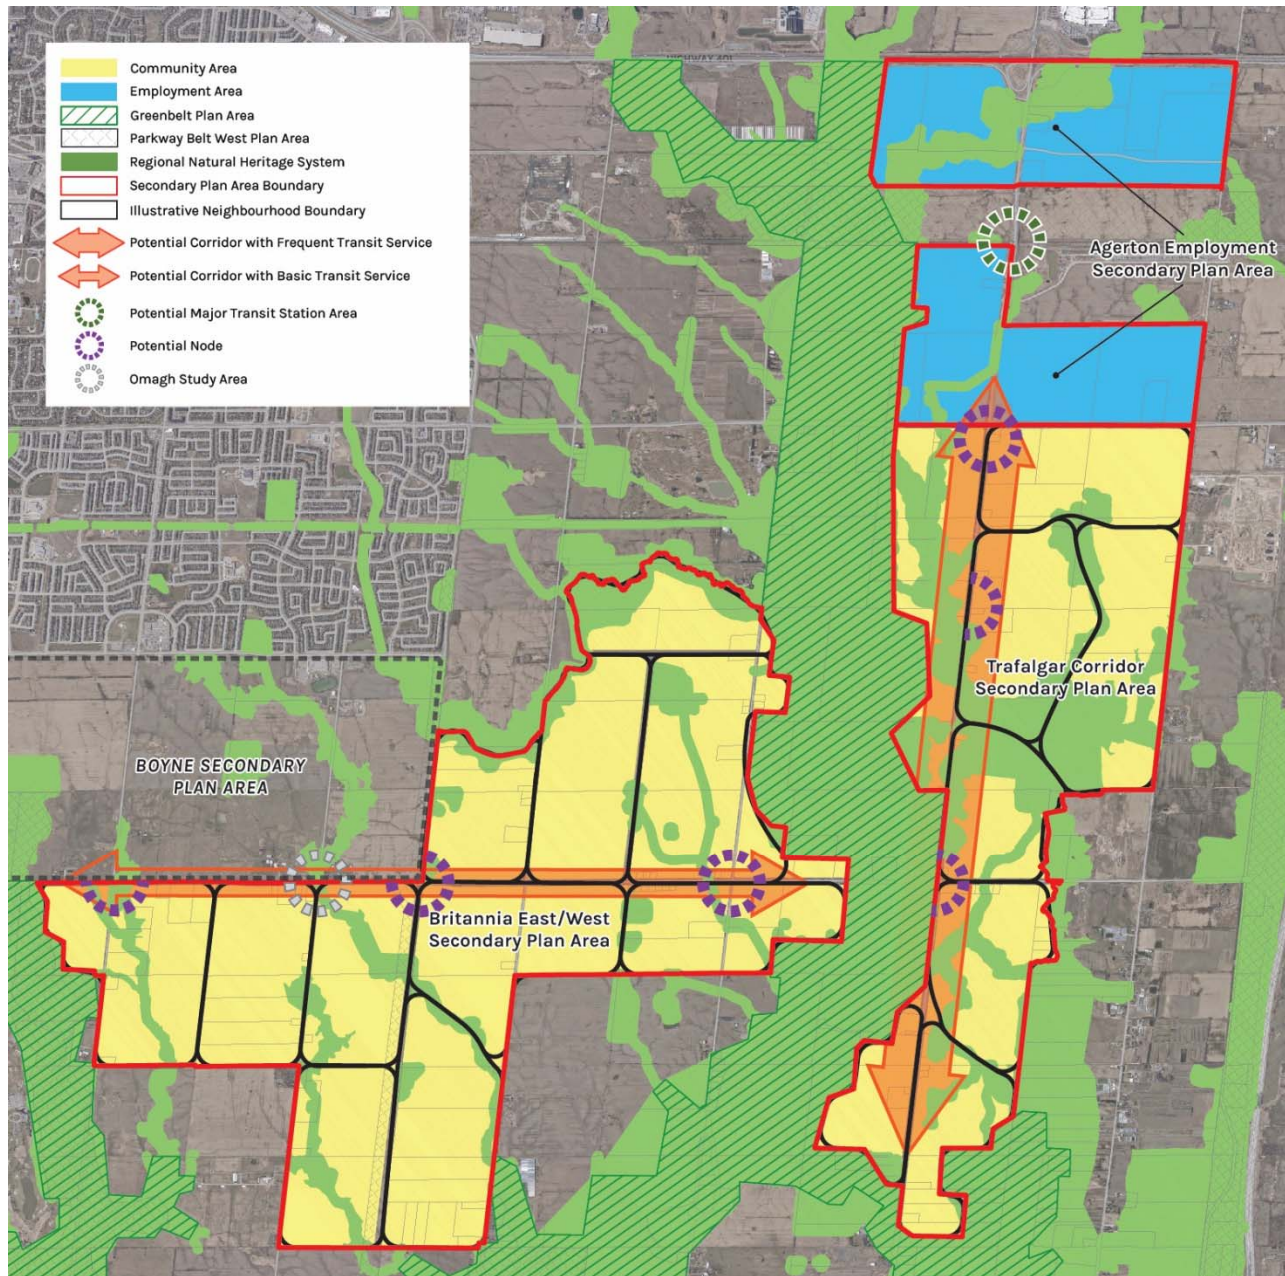 HIGHWAY 401
Community Area
Employment Area
Greenbelt Plan Area
Parkway Belt West Plan Area
Regional Natural Heritage System
Secondary Plan Area Boundary
Illustrative Neighbourhood Boundary
Potential Corridor with Frequent Transit Service
Potential Corridor with Basic Transit Service
Potential Major Transit Station Area
Potential Node
Omagh Study Area
Agerton Employment
Secondary Plan Area
Trafalgar Corridor
Secondary Plan Area
BOYNE SECONDARY
PLAN AREA
Britannia East/West
Secondary Plan Area